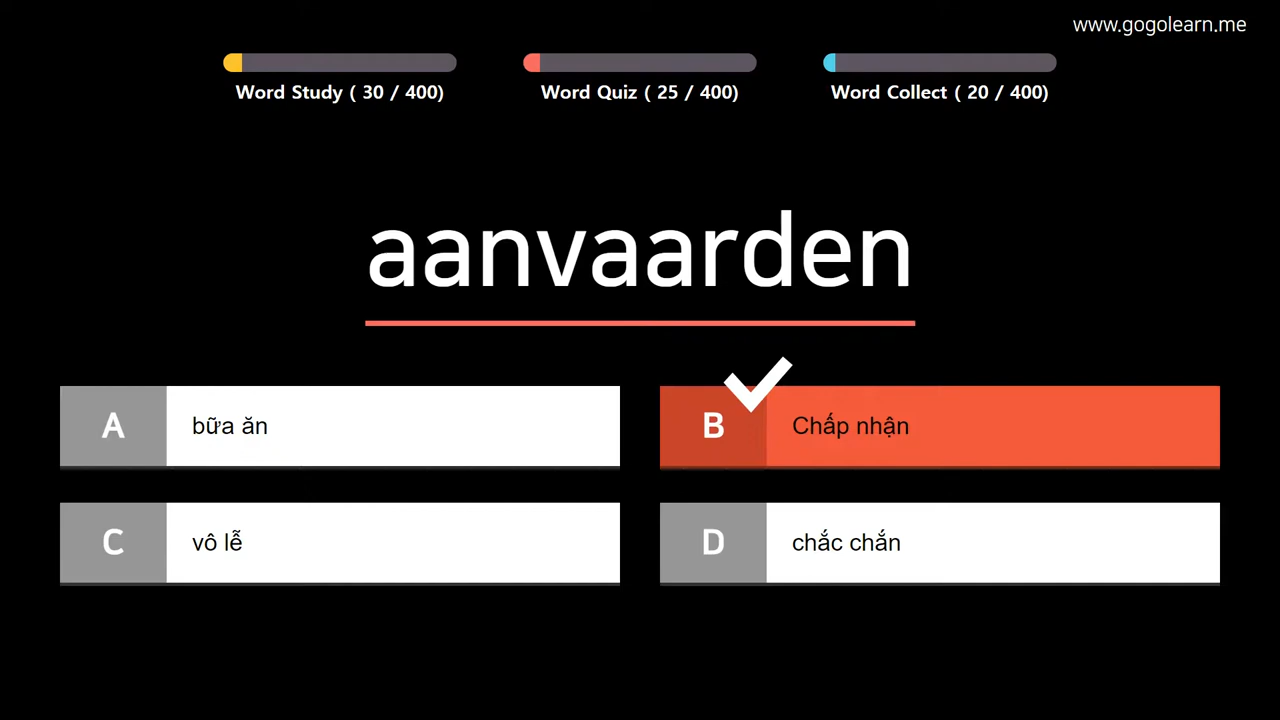 www.gogolearn.me
Word Study ( 30 / 400)
Word Quiz ( 25 / 400)
Word Collect ( 20 / 400)
aanvaarden
A bữa ăn
B Chấp nhận
C vô lễ
D chắc chắn